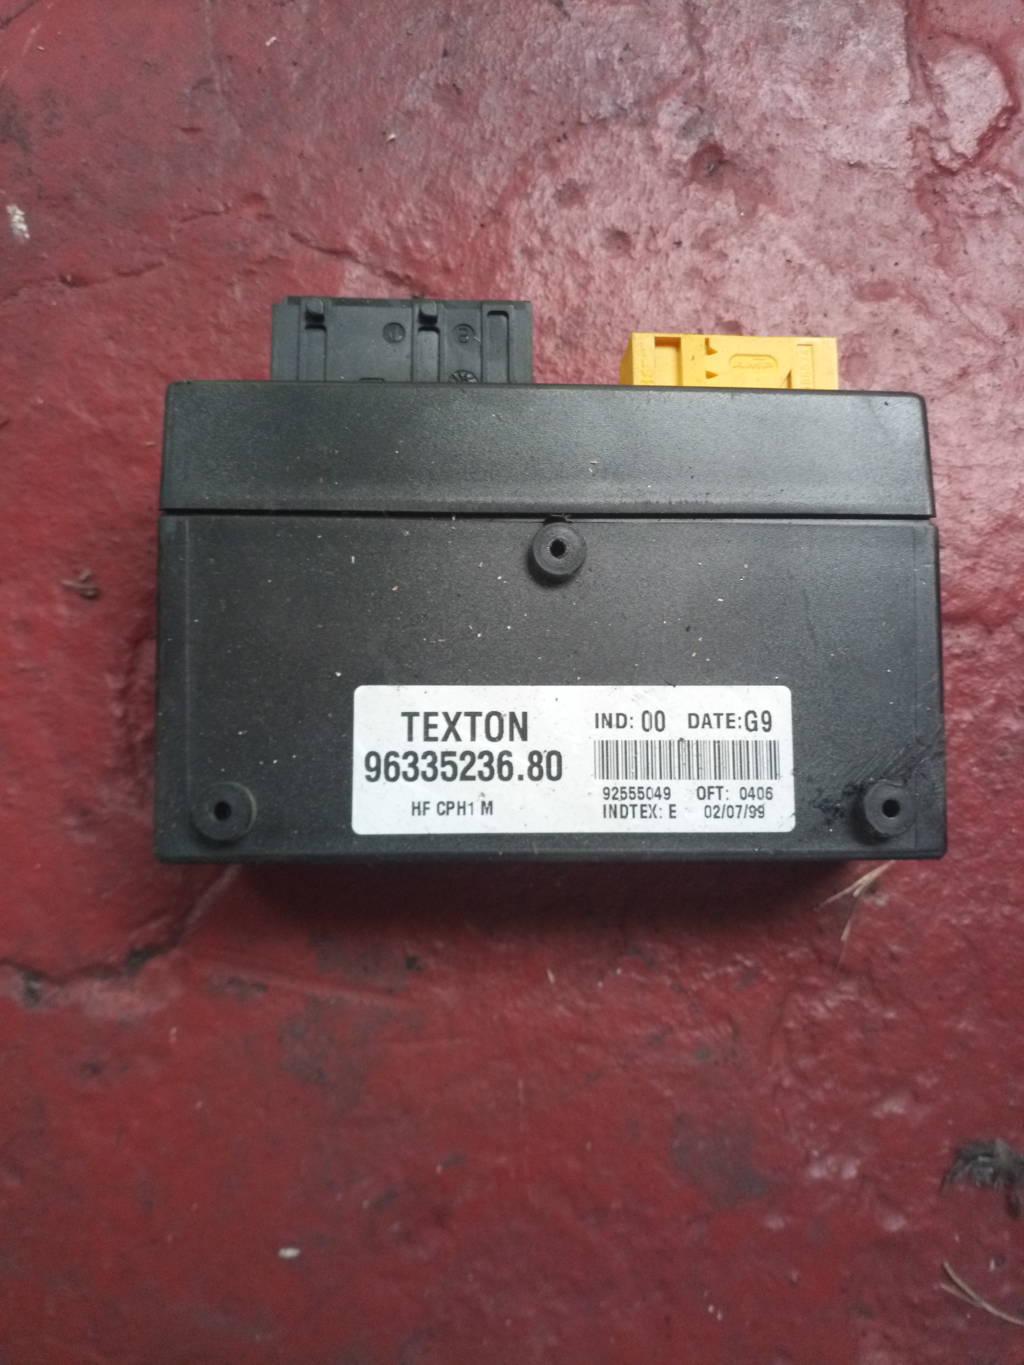 TEXTON
96335236.80
HF CPH1 M
IND: 00 DATE:G9
92555049 OFT: 0406
INDTEX: E 02/07/99